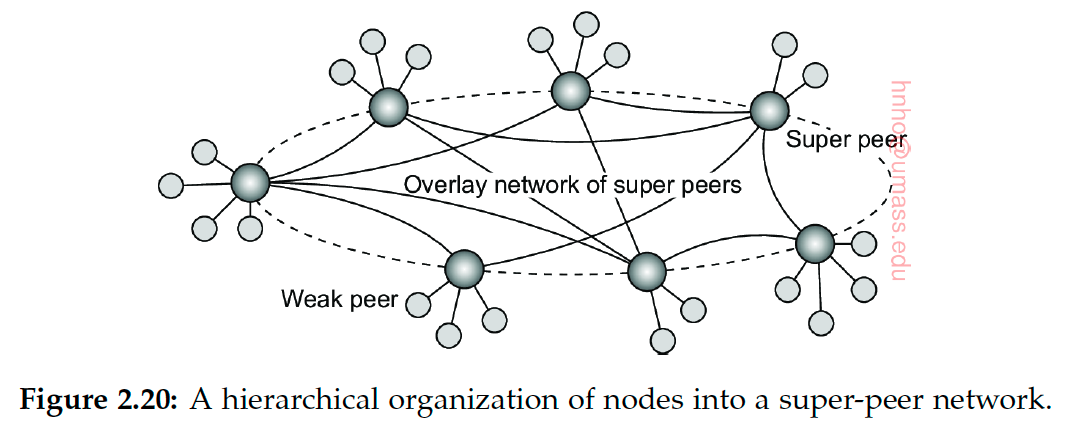 Super peer
Overlay network of super peers
Weak peer
hnho@umass.edu
Figure 2.20: A hierarchical organization of nodes into a super-peer network.